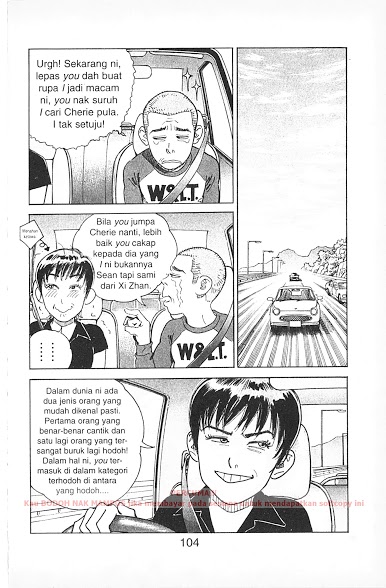 Urgh! Sekarang ni,
lepas you dah buat
rupa I jadi macam
ni, you nak suruh
I cari Cherie pula.
I tak setuju!
W&L.T.
Menahan
ketawa
Bila you jumpa
Cherie nanti, lebih
baik you cakap
kepada dia yang
I ni bukannya
Sean tapi sami
dari Xi Zhan.
W&L.T.
Dalam dunia ni ada
dua jenis orang yang
mudah dikenal pasti.
Pertama orang yang
benar-benar cantik dan
satu lagi orang yang ter-
sangat buruk lagi hodoh!
Dalam hal ni, you ter-
masuk di dalam kategori
terhodoh di antara
yang hodoh....
104